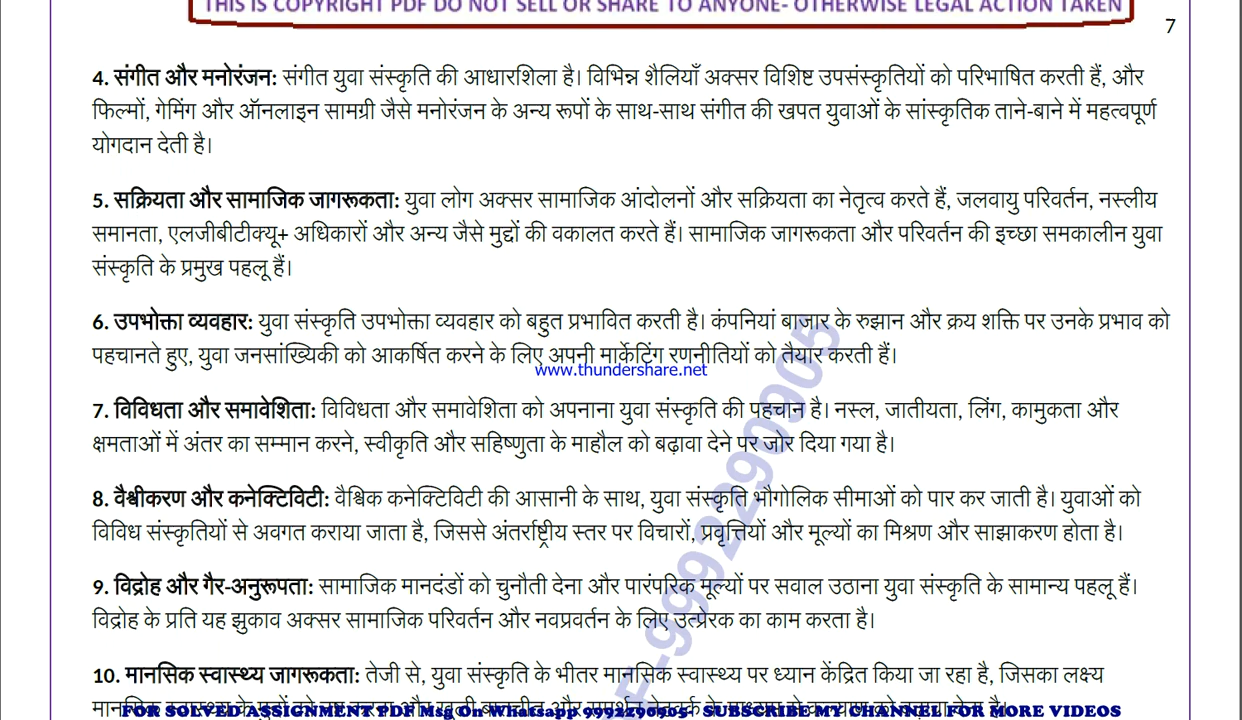 THIS IS COPYRIGHT PDF DO NOT SELL OR SHARE TO ANYONE- OTHERWISE LEGAL ACTION TAKEN
7
4. संगीत और मनोरंजन: संगीत युवा संस्कृति की आधारशिला है। विभिन्न शैलियाँ अक्सर विशिष्ट उपसंस्कृतियों को परिभाषित करती हैं, और
फिल्मों, गेमिंग और ऑनलाइन सामग्री जैसे मनोरंजन के अन्य रूपों के साथ-साथ संगीत की खपत युवाओं के सांस्कृतिक ताने-बाने में महत्वपूर्ण
योगदान देती है।
5. सक्रियता और सामाजिक जागरूकता: युवा लोग अक्सर सामाजिक आंदोलनों और सक्रियता का नेतृत्व करते हैं, जलवायु परिवर्तन, नस्लीय
समानता, एलजीबीटीक्यू+ अधिकारों और अन्य जैसे मुद्दों की वकालत करते हैं। सामाजिक जागरूकता और परिवर्तन की इच्छा समकालीन युवा
संस्कृति के प्रमुख पहलू हैं।
6. उपभोक्ता व्यवहार: युवा संस्कृति उपभोक्ता व्यवहार को बहुत प्रभावित करती है। कंपनियां बाजार के रुझान और क्रय शक्ति पर उनके प्रभाव को
पहचानते हुए, युवा जनसांख्यिकी को आकर्षित करने के लिए अपनी मार्केटिंग रणनीतियों को तैयार करती हैं।
www.thundershare.net
7. विविधता और समावेशिता: विविधता और समावेशिता को अपनाना युवा संस्कृति की पहचान है। नस्ल, जातीयता, लिंग, कामुकता और
क्षमताओं में अंतर का सम्मान करने, स्वीकृति और सहिष्णुता के माहौल को बढ़ावा देने पर जोर दिया गया है।
8. वैश्वीकरण और कनेक्टिविटी: वैश्विक कनेक्टिविटी की आसानी के साथ, युवा संस्कृति भौगोलिक सीमाओं को पार कर जाती है। युवाओं को
विविध संस्कृतियों से अवगत कराया जाता है, जिससे अंतर्राष्ट्रीय स्तर पर विचारों, प्रवृत्तियों और मूल्यों का मिश्रण और साझाकरण होता है।
9. विद्रोह और गैर-अनुरूपता: सामाजिक मानदंडों को चुनौती देना और पारंपरिक मूल्यों पर सवाल उठाना युवा संस्कृति के सामान्य पहलू हैं।
विद्रोह के प्रति यह झुकाव अक्सर सामाजिक परिवर्तन और नवप्रवर्तन के लिए उत्प्रेरक का काम करता है।
10. मानसिक स्वास्थ्य जागरूकता: तेजी से, युवा संस्कृति के भीतर मानसिक स्वास्थ्य पर ध्यान केंद्रित किया जा रहा है, जिसका लक्ष्य
FOR SOLVED ASSIGNMENT PDF Msg On Whatsapp 9992290905 SUBSCRIBE MY CHANNEL FOR MORE VIDEOS
-9992290905